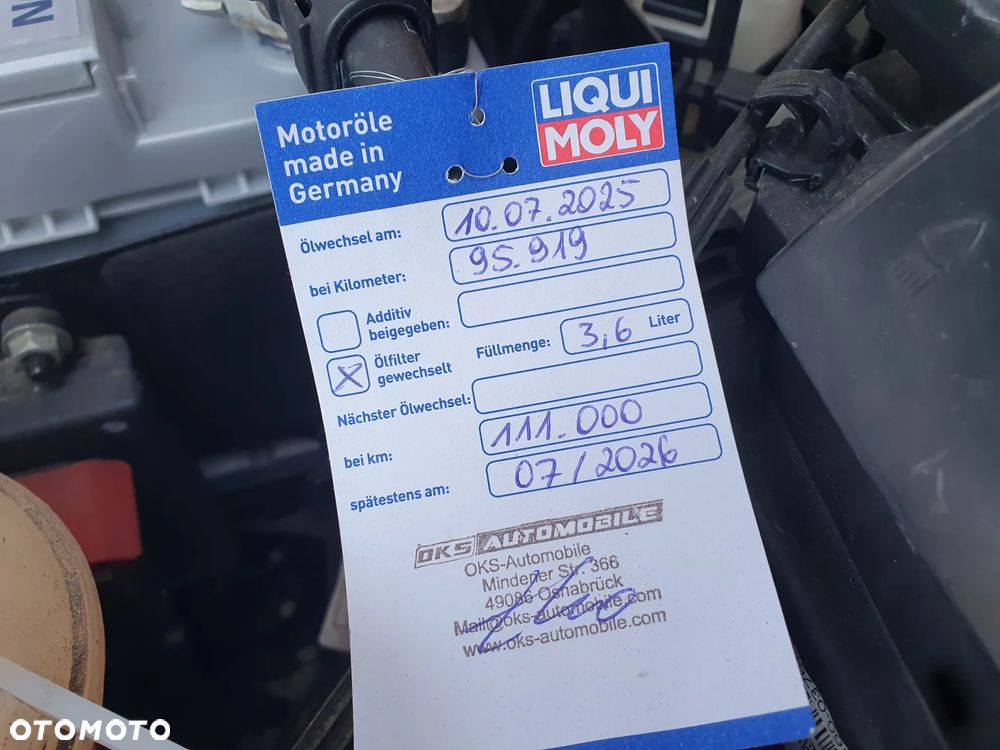 N
Motoröle
made in
Germany
LIQUI
MOLY
Ölwechsel am: 10.07.2025
bei Kilometer: 95.919
Additiv
beigegeben:
Ölfilter
gewechselt
Füllmenge: 3,6 Liter
Nächster Ölwechsel:
bei km: 111.000
spätestens am: 07/2026
OKS AUTOMOBILE
OKS-Automobile
Mindener Str. 366
49086 Osnabrück
Mail@oks-automobile.com
www.oks-automobile.com
OTOMOTO